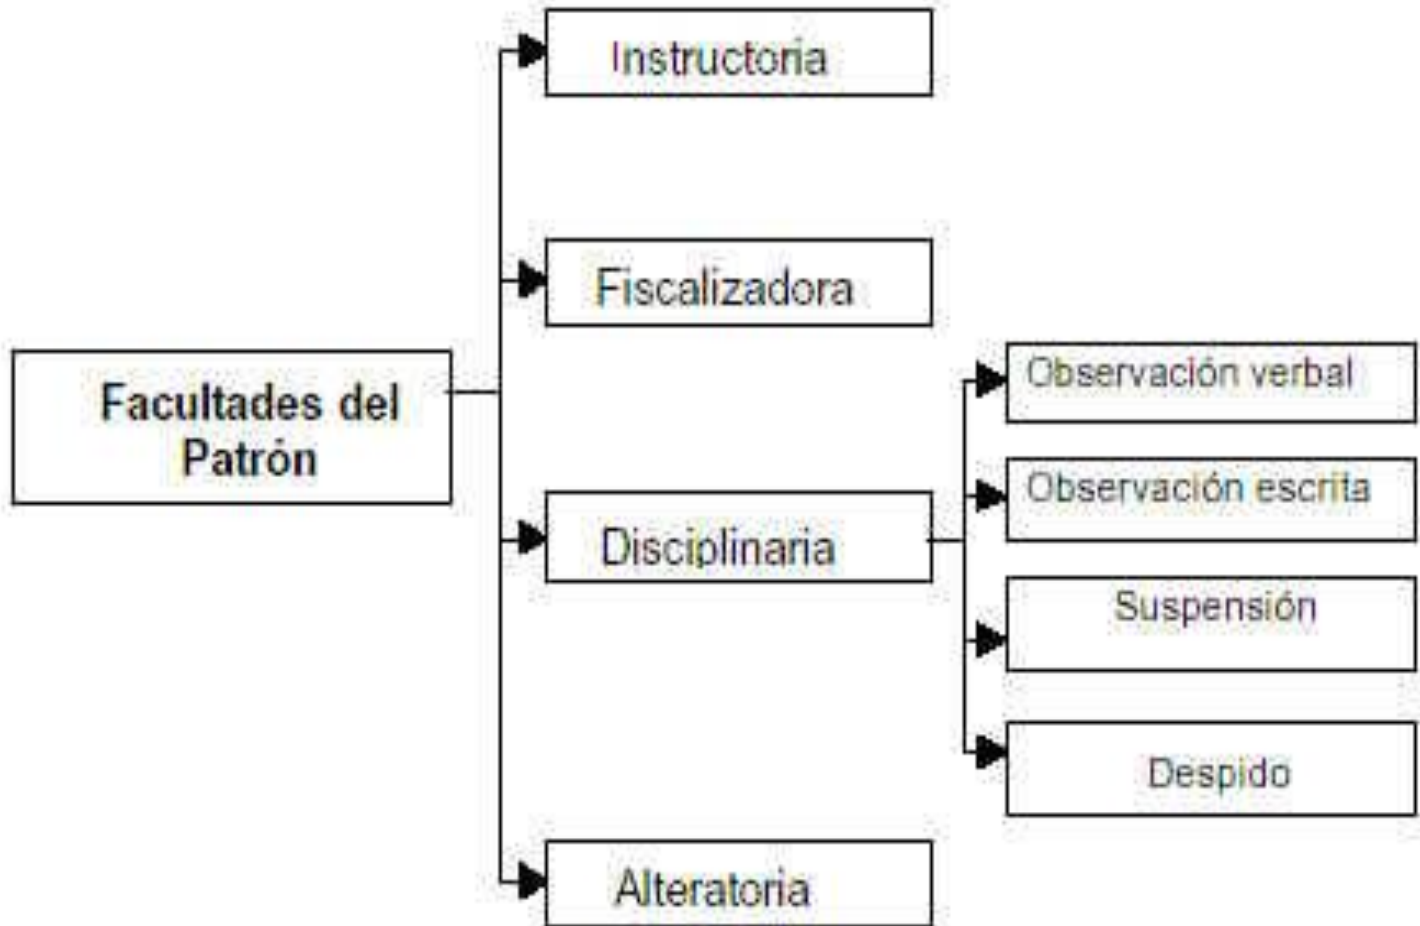 Instructoria
Fiscalizadora
Facultades del
Patrón
Observación verbal
Observación escrita
Disciplinaria
Suspensión
Despido
Alteratoria